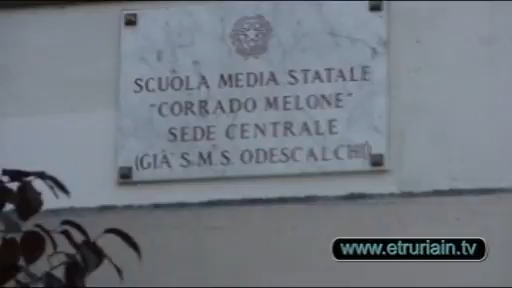 SCUOLA MEDIA STATALE
"CORRADO MELONE"
SEDE CENTRALE
(GIÀ S.M.S. ODESCALCHI)
www.etruriain.tv